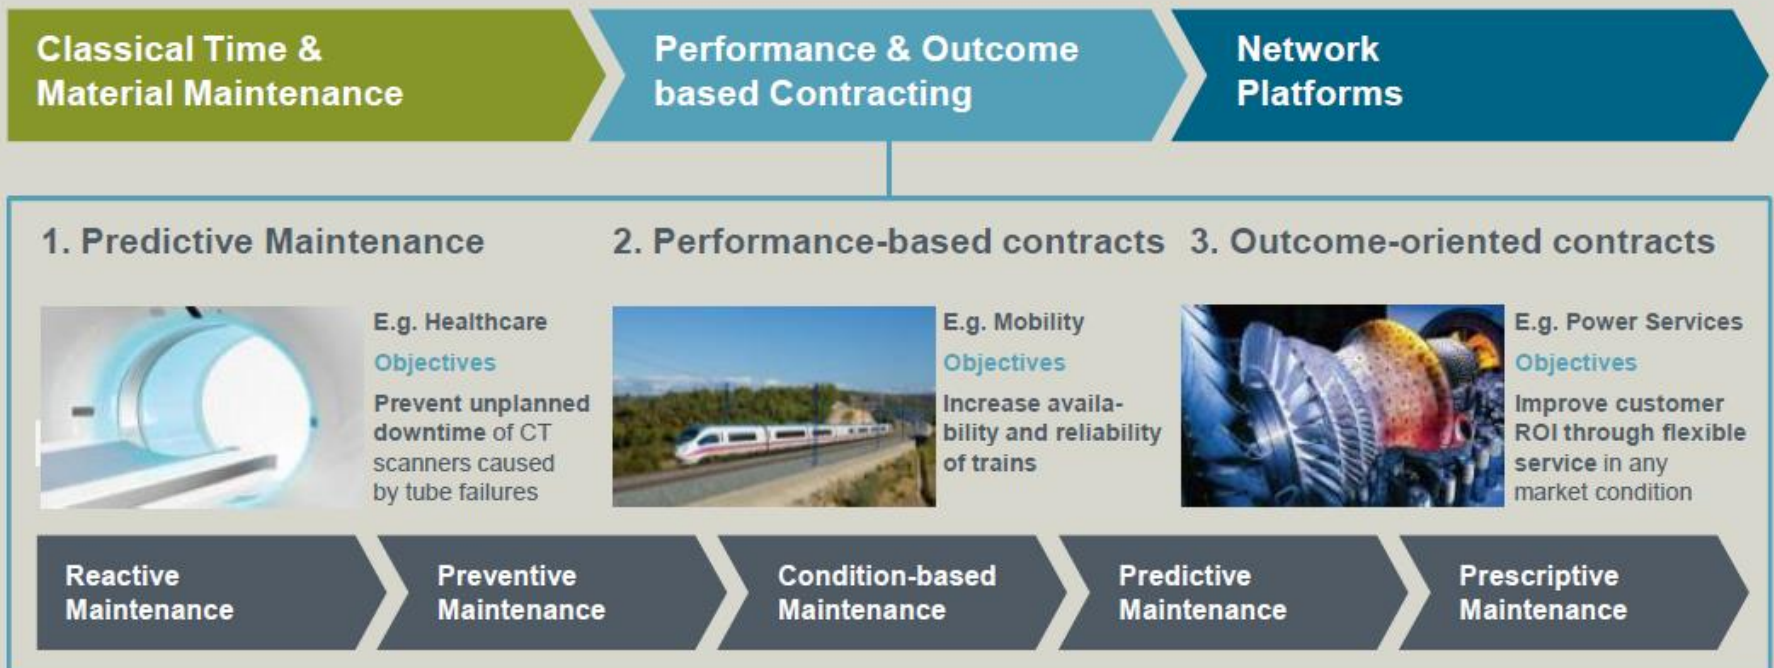 Classical Time &
Material Maintenance
Performance & Outcome
based Contracting
Network
Platforms
1. Predictive Maintenance
2. Performance-based contracts
3. Outcome-oriented contracts
E.g. Healthcare
Objectives
Prevent unplanned
downtime of CT
scanners caused
by tube failures
E.g. Mobility
Objectives
Increase availa-
bility and reliability
of trains
E.g. Power Services
Objectives
Improve customer
ROI through flexible
service in any
market condition
Reactive
Maintenance
Preventive
Maintenance
Condition-based
Maintenance
Predictive
Maintenance
Prescriptive
Maintenance